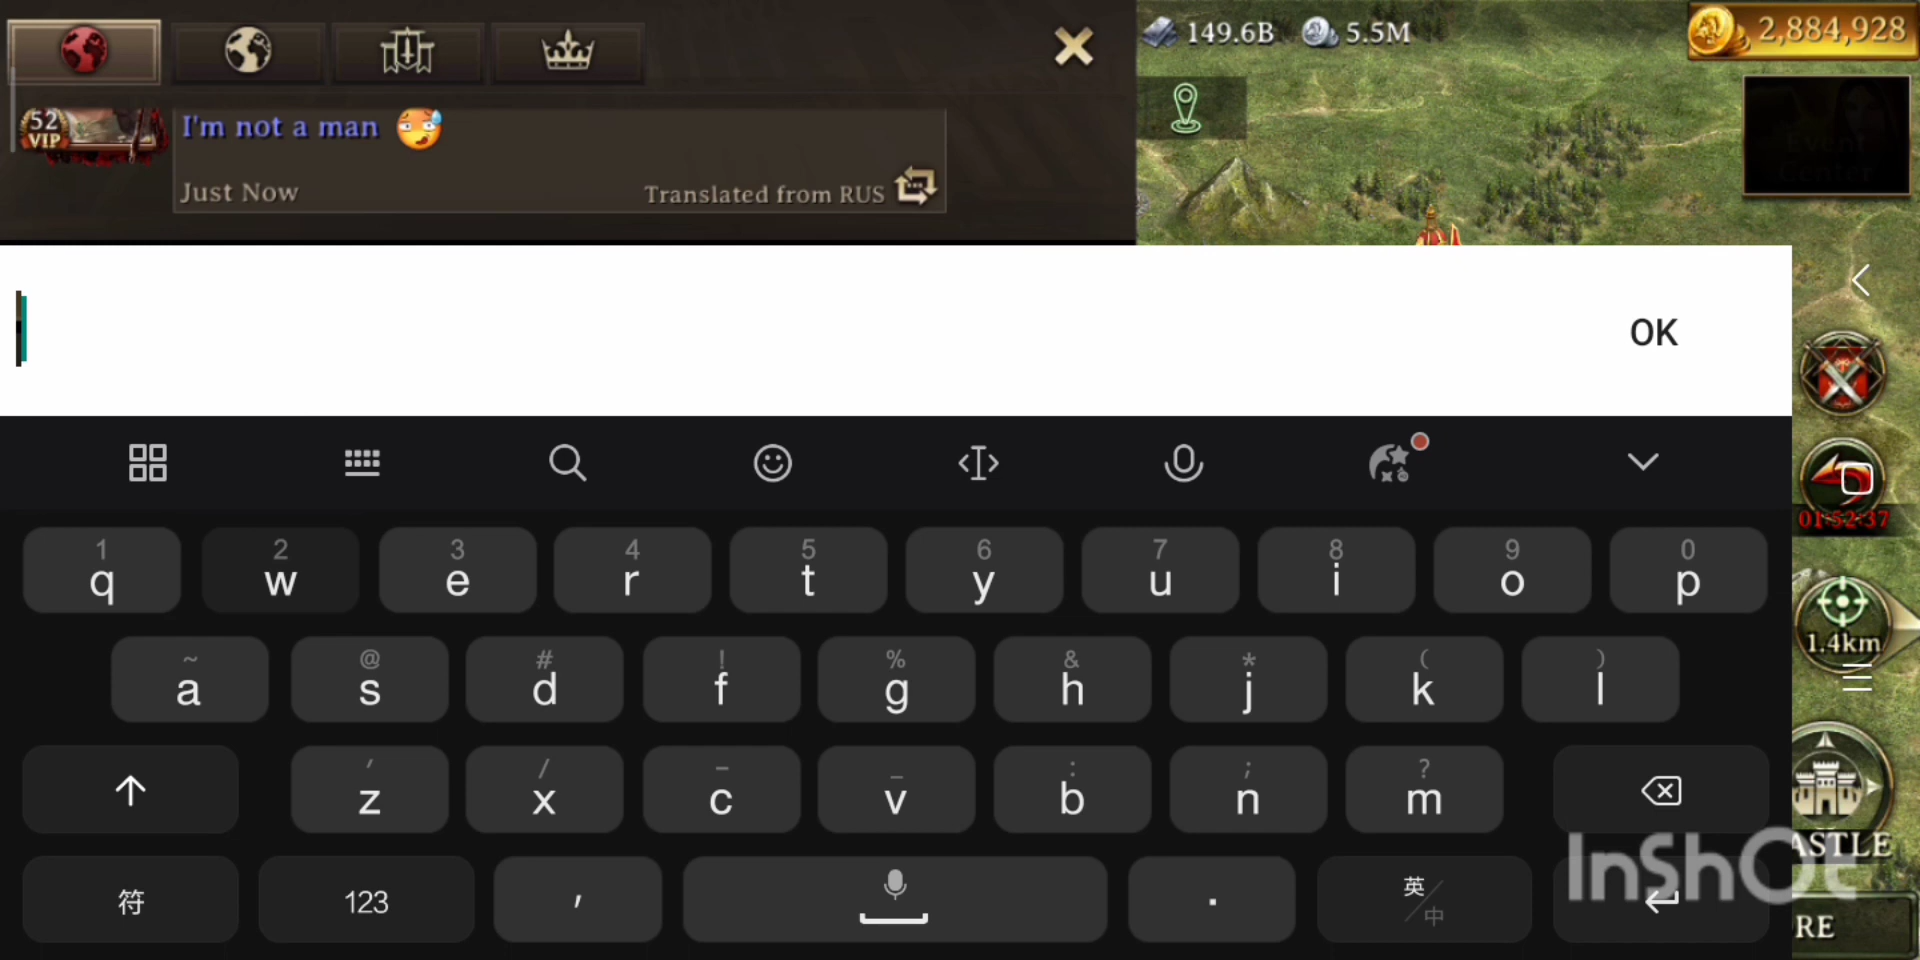 149.6B 5.5M 2,884,928
52
VIP
I'm not a man
Just Now
Translated from RUS
Event
Center
OK
01:52:37
1 2 3 4 5 6 7 8 9 0
q w e r t y u i o p
~ @ # ! % & * ( )
a s d f g h j k l
1.4km
' / – _ : ; ?
z x c v b n m
ASTLE
InShOt
符 123 , . 英/中
RE